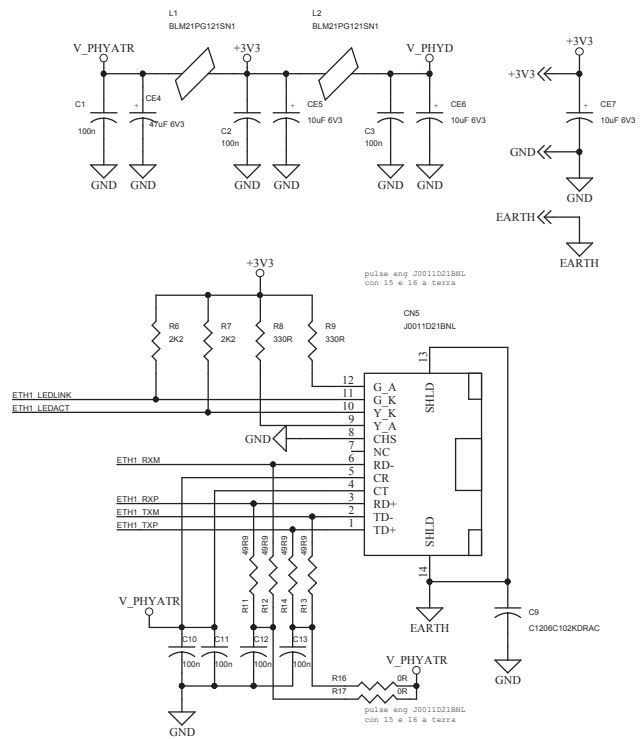 L1
BLM21PG121SN1
L2
BLM21PG121SN1
V_PHYATR
+3V3
V_PHYD
+3V3
+3V3
C1
100n
CE4
47uF 6V3
C2
100n
CE5
10uF 6V3
C3
100n
CE6
10uF 6V3
CE7
10uF 6V3
GND
GND
GND
GND
GND
GND
GND
GND
EARTH
EARTH
+3V3
pulse eng J0011D21BNL
con 15 e 16 a terra
CN5
J0011D21BNL
R6
2K2
R7
2K2
R8
330R
R9
330R
13
SHLD
12 G_A
ETH1_LEDLINK 11 G_K
ETH1_LEDACT 10 Y_K
9 Y_A
GND 8 CHS
7 NC
ETH1_RXM 6 RD-
5 CR
4 CT
ETH1_RXP 3 RD+
ETH1_TXM 2 TD-
ETH1_TXP 1 TD+
SHLD
14
49R9
49R9
49R9
49R9
R11
R12
R14
R13
V_PHYATR
EARTH
C9
C1206C102KDRAC
GND
C10
100n
C11
100n
C12
100n
C13
100n
V_PHYATR
R16 0R
R17 0R
pulse eng J0011D21BNL
con 15 e 16 a terra
GND